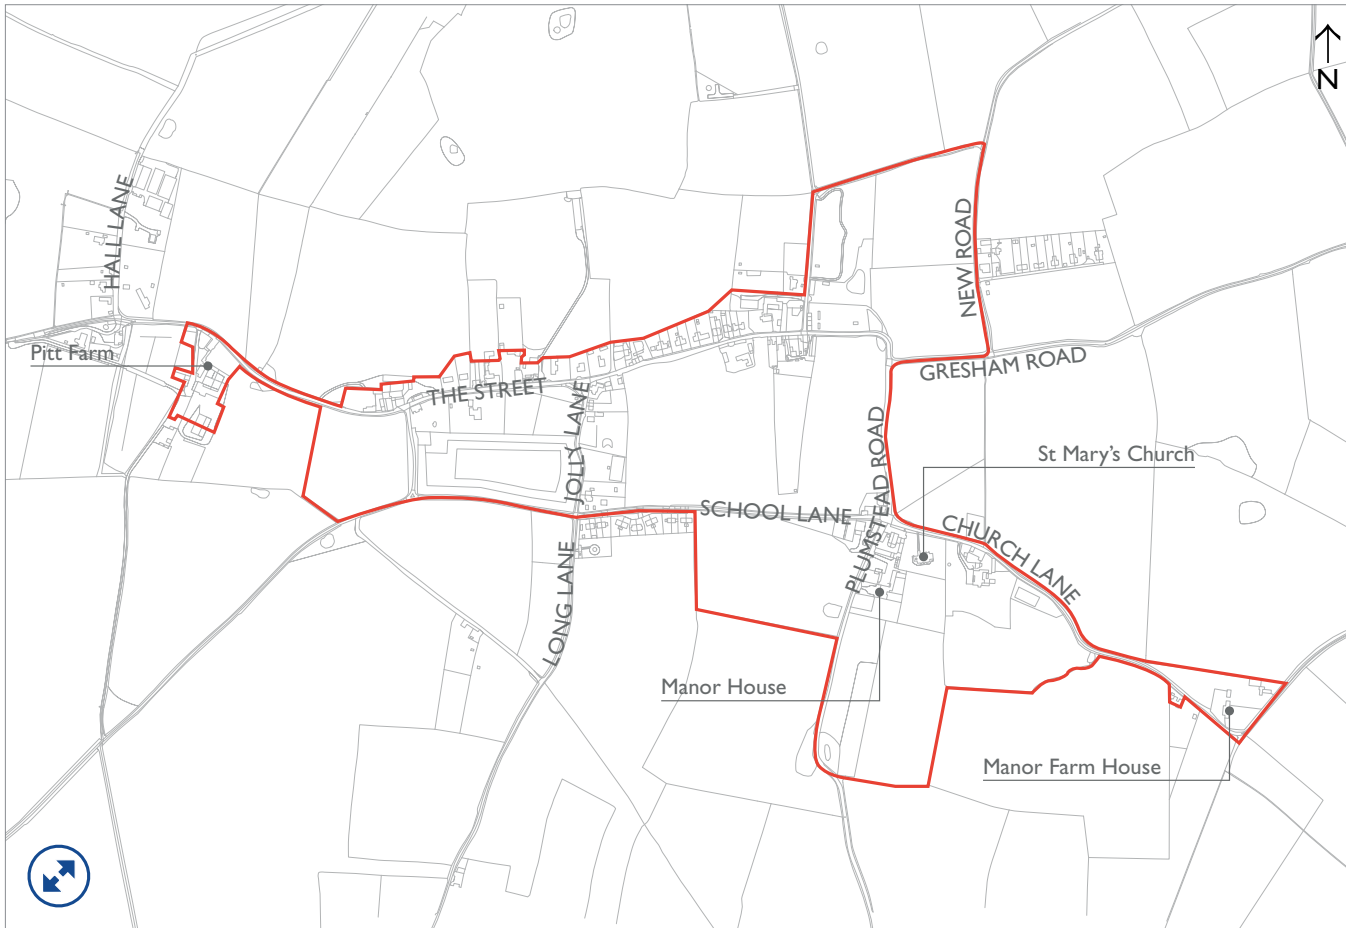 N
HALL LANE
NEW ROAD
Pitt Farm
GRESHAM ROAD
THE STREET
JOLLY LANE
PLUMSTEAD ROAD
St Mary's Church
SCHOOL LANE
CHURCH LANE
LONG LANE
Manor House
Manor Farm House